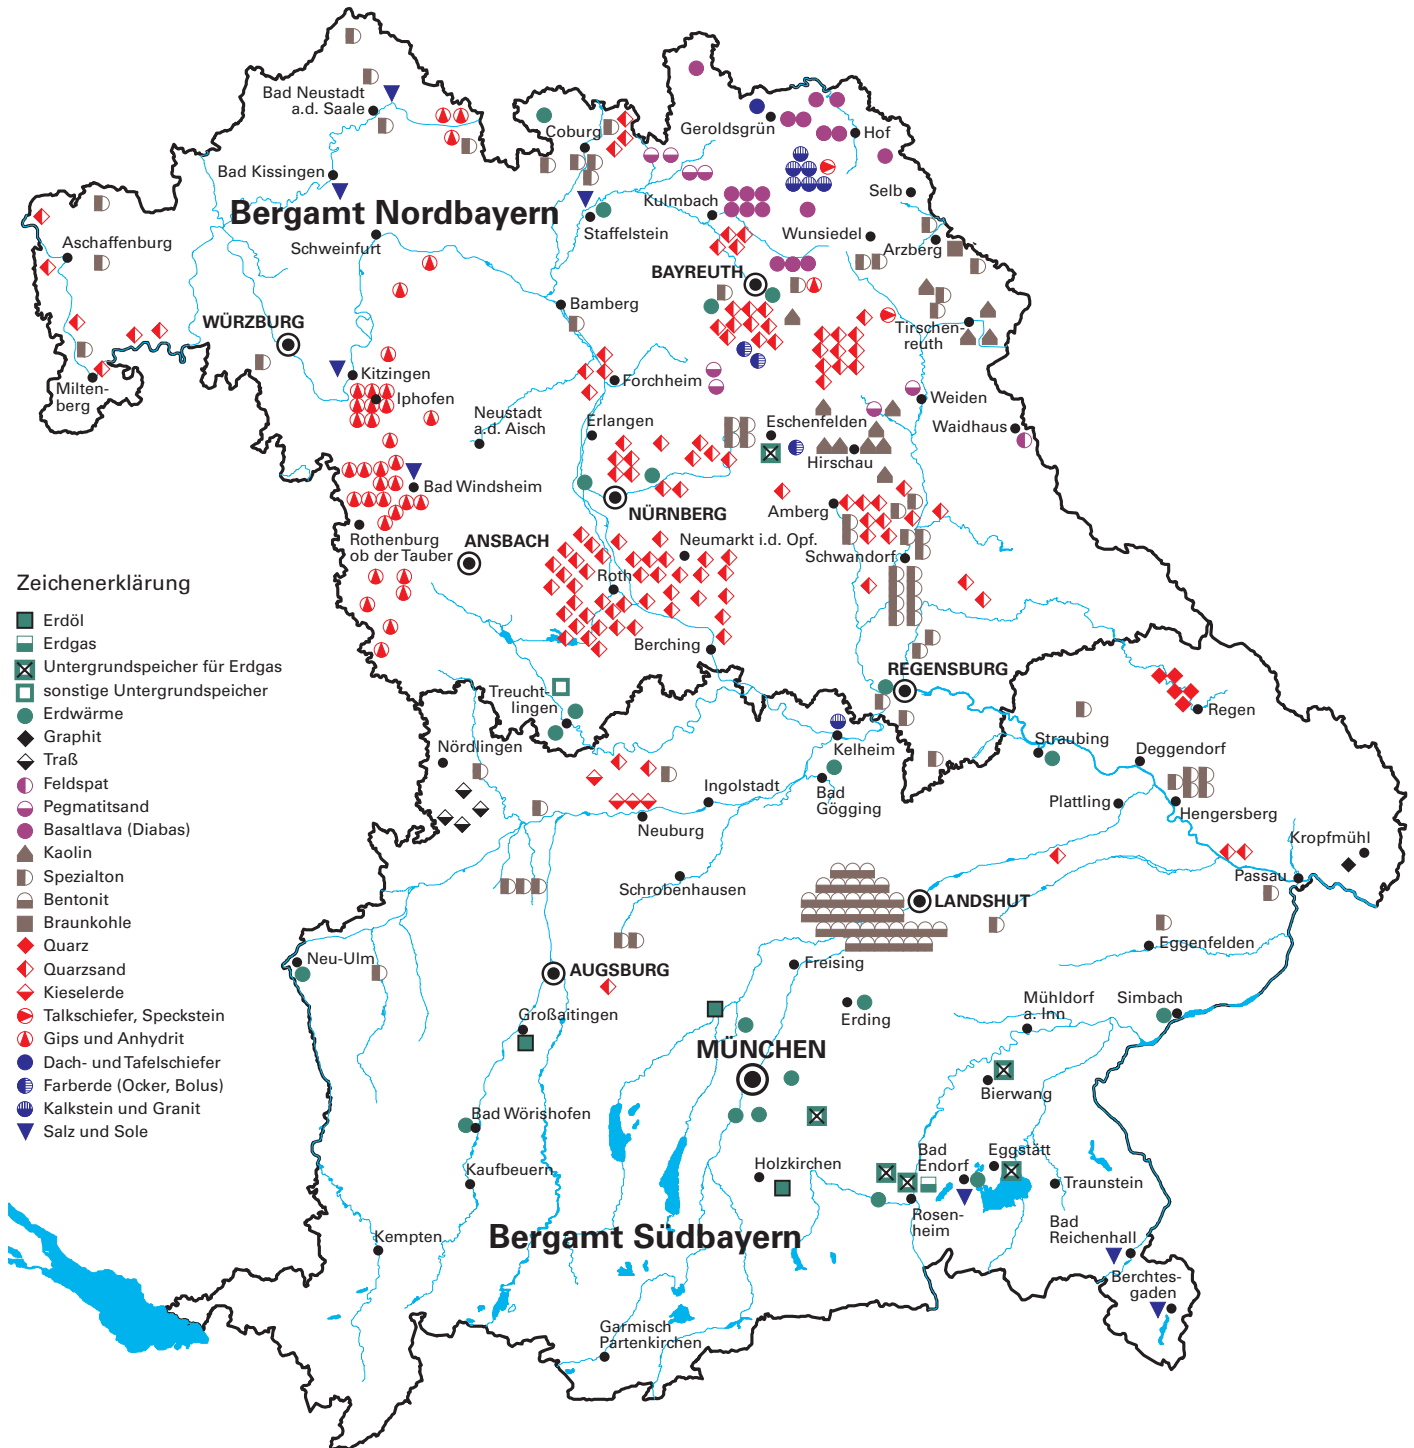 Bad Neustadt
a.d. Saale
Coburg
Geroldsgrün
Hof
Bad Kissingen
Selb
Bergamt Nordbayern
Kulmbach
Staffelstein
Wunsiedel
Aschaffenburg
Schweinfurt
Arzberg
BAYREUTH
Bamberg
WÜRZBURG
Tirschen-
reuth
Kitzingen
Forchheim
Milten-
berg
Iphofen
Weiden
Neustadt
a.d. Aisch
Erlangen
Eschenfelden
Waidhaus
Hirschau
Bad Windsheim
NÜRNBERG
Amberg
Rothenburg
ob der Tauber
ANSBACH
Neumarkt i.d. Opf.
Schwandorf
Roth
Berching
REGENSBURG
Treucht-
lingen
Regen
Nördlingen
Kelheim
Straubing
Deggendorf
Ingolstadt
Bad
Gögging
Plattling
Hengersberg
Neuburg
Kropfmühl
Schrobenhausen
Passau
LANDSHUT
Eggenfelden
Neu-Ulm
AUGSBURG
Freising
Großaitingen
Erding
Mühldorf
a. Inn
Simbach
MÜNCHEN
Bierwang
Bad Wörishofen
Kaufbeuern
Holzkirchen
Bad
Endorf
Eggstätt
Traunstein
Rosen-
heim
Bergamt Südbayern
Kempten
Bad
Reichenhall
Berchtes-
gaden
Garmisch
Partenkirchen
Zeichenerklärung
Erdöl
Erdgas
Untergrundspeicher für Erdgas
sonstige Untergrundspeicher
Erdwärme
Graphit
Traß
Feldspat
Pegmatitsand
Basaltlava (Diabas)
Kaolin
Spezialton
Bentonit
Braunkohle
Quarz
Quarzsand
Kieselerde
Talkschiefer, Speckstein
Gips und Anhydrit
Dach- und Tafelschiefer
Farberde (Ocker, Bolus)
Kalkstein und Granit
Salz und Sole